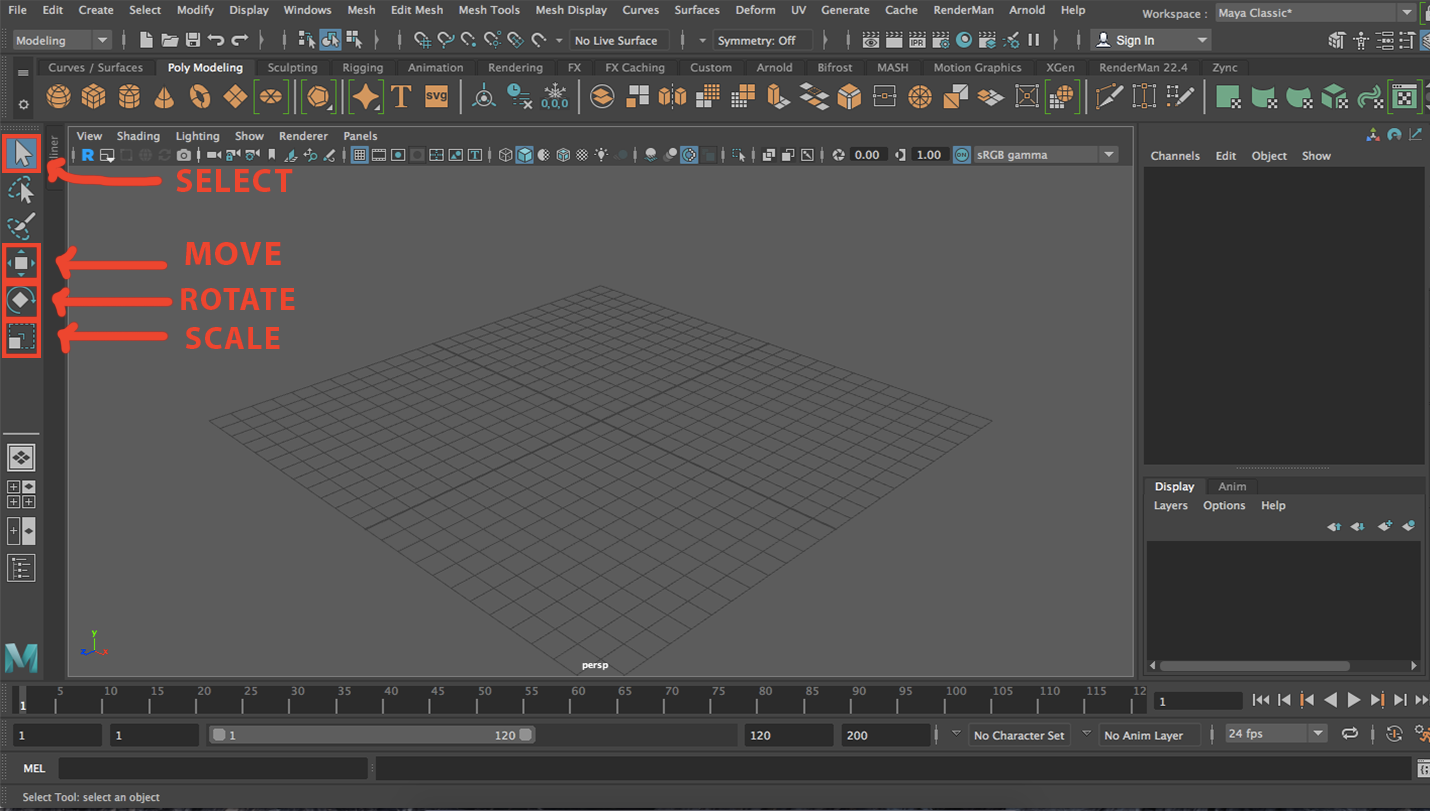 File Edit Create Select Modify Display Windows Mesh Edit Mesh Mesh Tools Mesh Display Curves Surfaces Deform UV Generate Cache RenderMan Arnold Help Workspace : Maya Classic*
Modeling No Live Surface Symmetry: Off IPR Sign In
Curves / Surfaces Poly Modeling Sculpting Rigging Animation Rendering FX FX Caching Custom Arnold Bifrost MASH Motion Graphics XGen RenderMan 22.4 Zync
T SVG 0,0,0
View Shading Lighting Show Renderer Panels
R T 0.00 1.00 ON sRGB gamma
Channels Edit Object Show
SELECT
MOVE
ROTATE
SCALE
Display Anim
Layers Options Help
y
persp
M
1 5 10 15 20 25 30 35 40 45 50 55 60 65 70 75 80 85 90 95 100 105 110 115 12
1
1 1 1 120 120 200 No Character Set No Anim Layer 24 fps
MEL
Select Tool: select an object